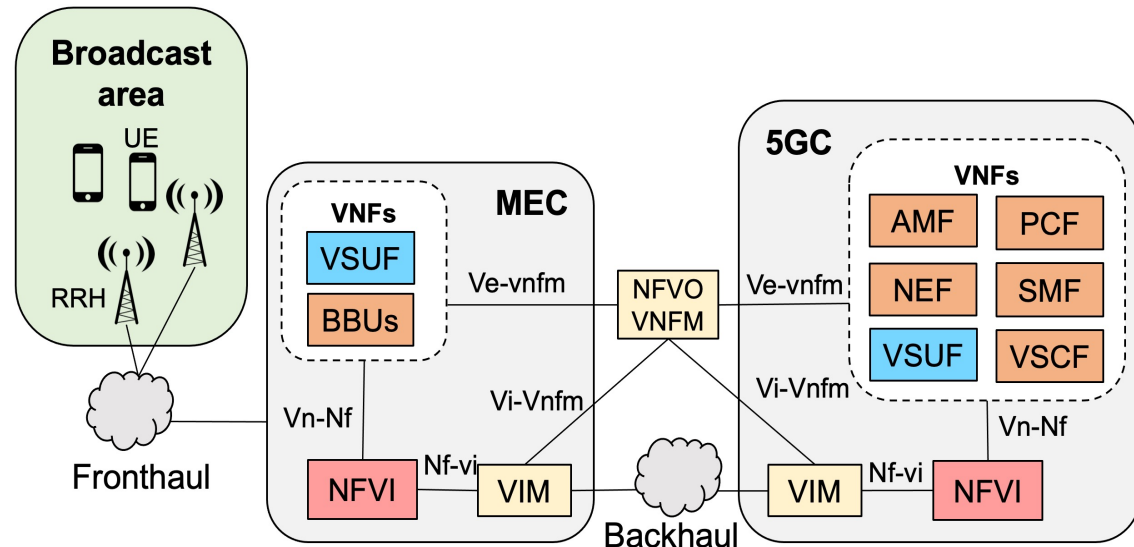 Broadcast
area
UE
RRH
Fronthaul
MEC
VNFs
VSUF
BBUs
Ve-vnfm
Vn-Nf
Vi-Vnfm
NFVI
Nf-vi
VIM
NFVO
VNFM
Backhaul
5GC
VNFs
AMF
PCF
NEF
SMF
VSUF
VSCF
Ve-vnfm
Vi-Vnfm
Vn-Nf
VIM
Nf-vi
NFVI